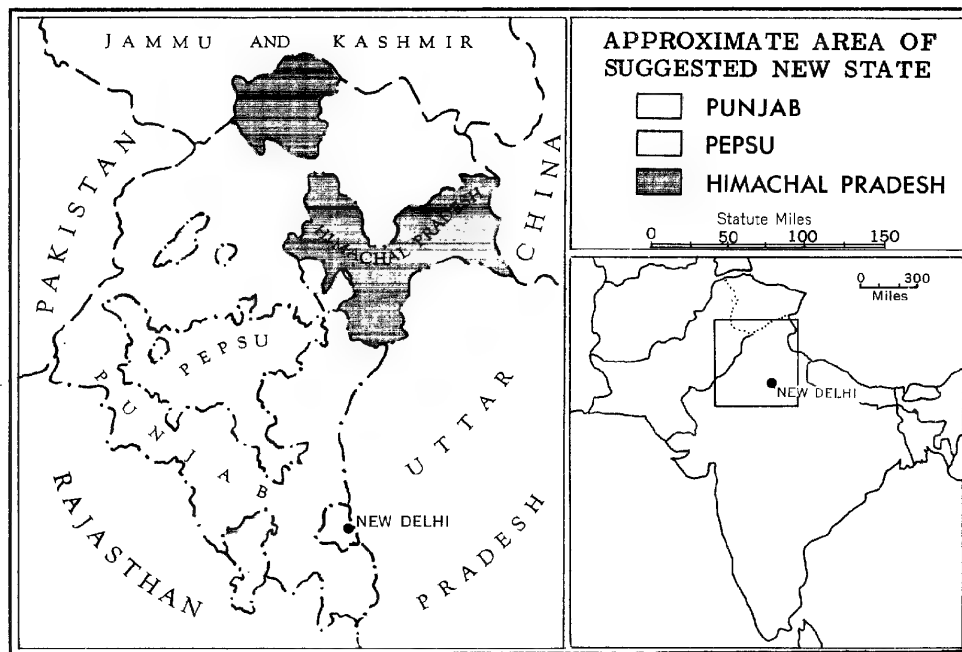 JAMMU AND KASHMIR
PAKISTAN
CHINA
HIMACHAL PRADESH
PEPSU
PUNJAB
UTTAR
PRADESH
RAJASTHAN
NEW DELHI
APPROXIMATE AREA OF
SUGGESTED NEW STATE
PUNJAB
PEPSU
HIMACHAL PRADESH
Statute Miles
0 50 100 150
0 300
Miles
NEW DELHI